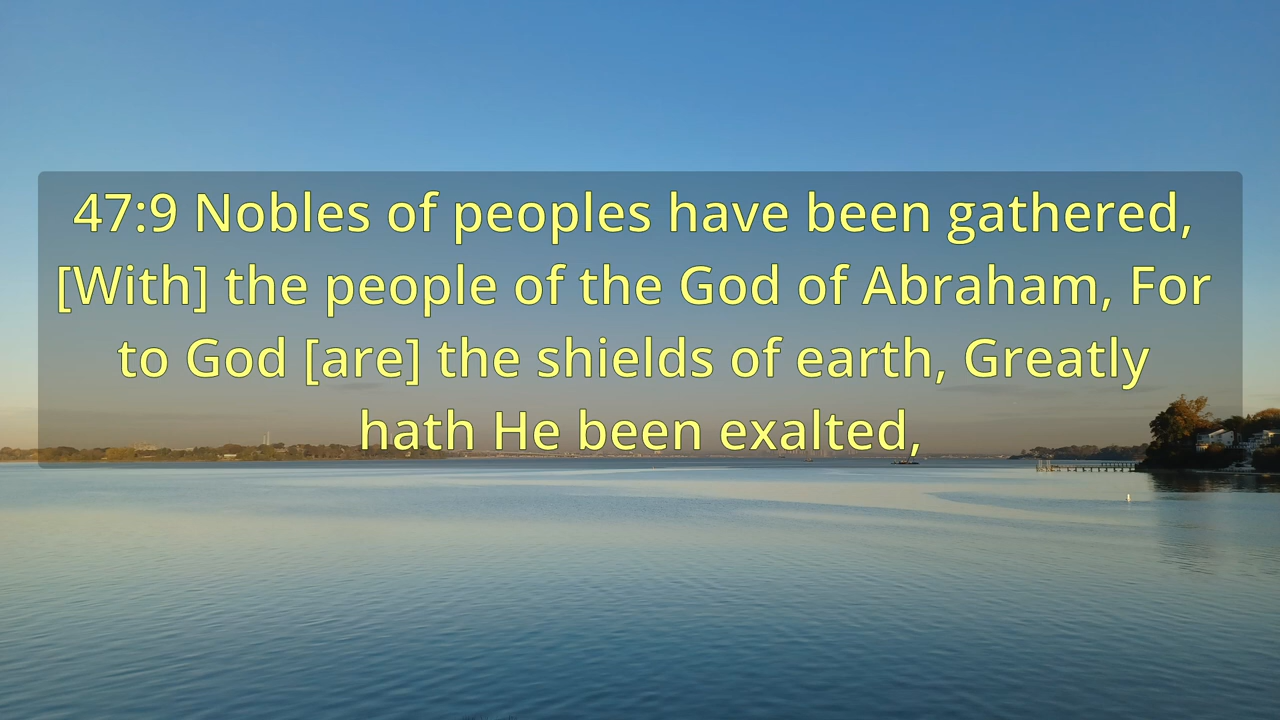 47:9 Nobles of peoples have been gathered,
[With] the people of the God of Abraham, For
to God [are] the shields of earth, Greatly
hath He been exalted,